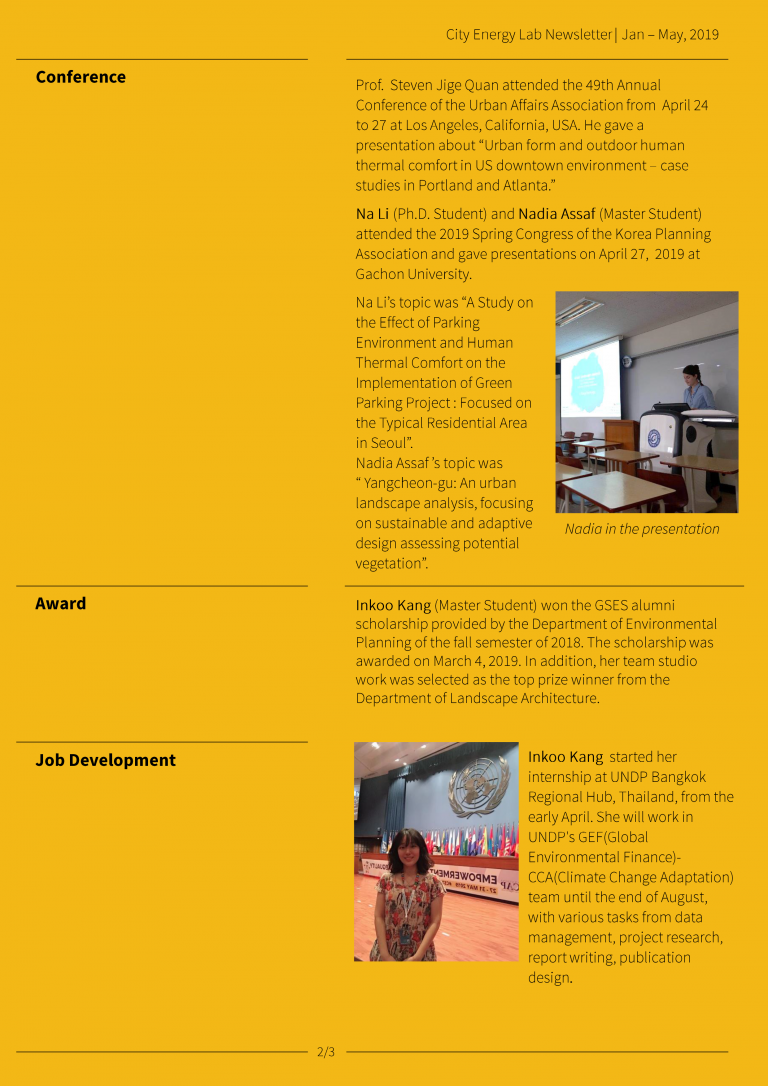 City Energy Lab Newsletter| Jan – May, 2019
Conference
Prof. Steven Jige Quan attended the 49th Annual
Conference of the Urban Affairs Association from April 24
to 27 at Los Angeles, California, USA. He gave a
presentation about “Urban form and outdoor human
thermal comfort in US downtown environment – case
studies in Portland and Atlanta.”
Na Li (Ph.D. Student) and Nadia Assaf (Master Student)
attended the 2019 Spring Congress of the Korea Planning
Association and gave presentations on April 27, 2019 at
Gachon University.
Na Li’s topic was “A Study on
the Effect of Parking
Environment and Human
Thermal Comfort on the
Implementation of Green
Parking Project : Focused on
the Typical Residential Area
in Seoul”.
Nadia Assaf ’s topic was
“ Yangcheon-gu: An urban
landscape analysis, focusing
on sustainable and adaptive
design assessing potential
vegetation”.
Nadia in the presentation
Award
Inkoo Kang (Master Student) won the GSES alumni
scholarship provided by the Department of Environmental
Planning of the fall semester of 2018. The scholarship was
awarded on March 4, 2019. In addition, her team studio
work was selected as the top prize winner from the
Department of Landscape Architecture.
Job Development
EMPOWERMENT
27 - 31 MAY 2019
Inkoo Kang started her
internship at UNDP Bangkok
Regional Hub, Thailand, from the
early April. She will work in
UNDP's GEF(Global
Environmental Finance)-
CCA(Climate Change Adaptation)
team until the end of August,
with various tasks from data
management, project research,
report writing, publication
design.
2/3